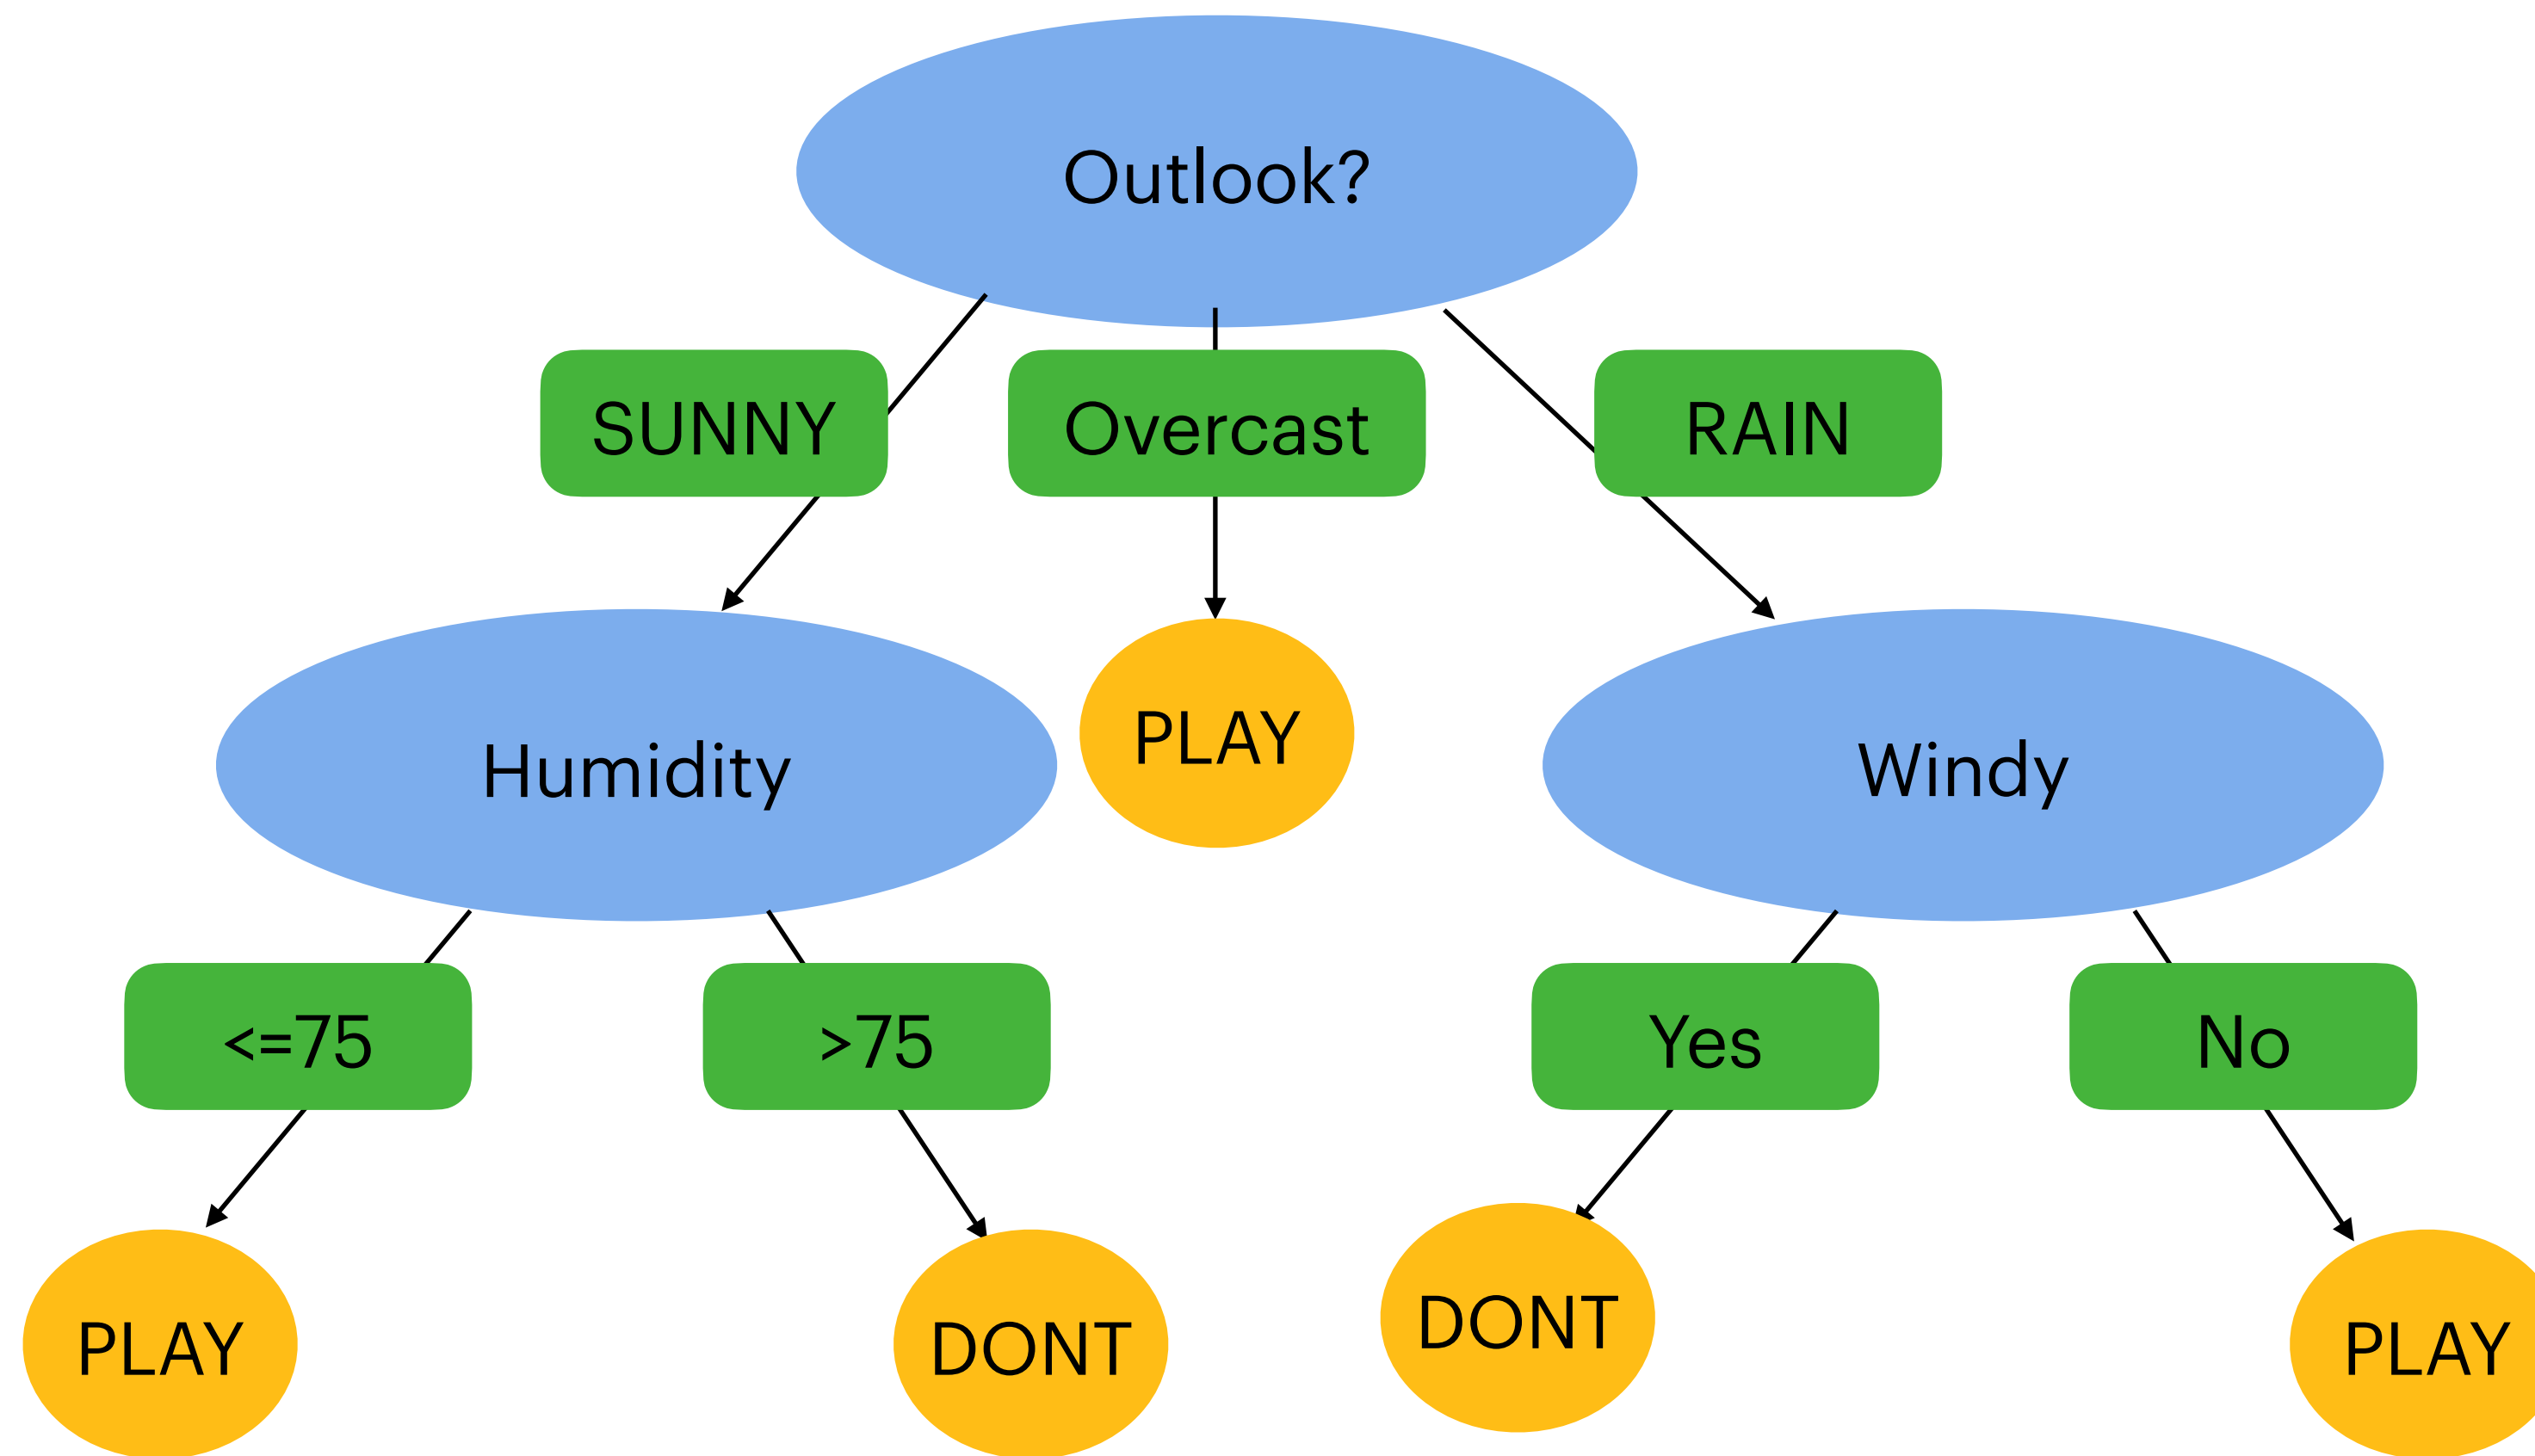 Outlook?
SUNNY
Overcast
RAIN
Humidity
PLAY
Windy
<=75
>75
Yes
No
PLAY
DONT
DONT
PLAY